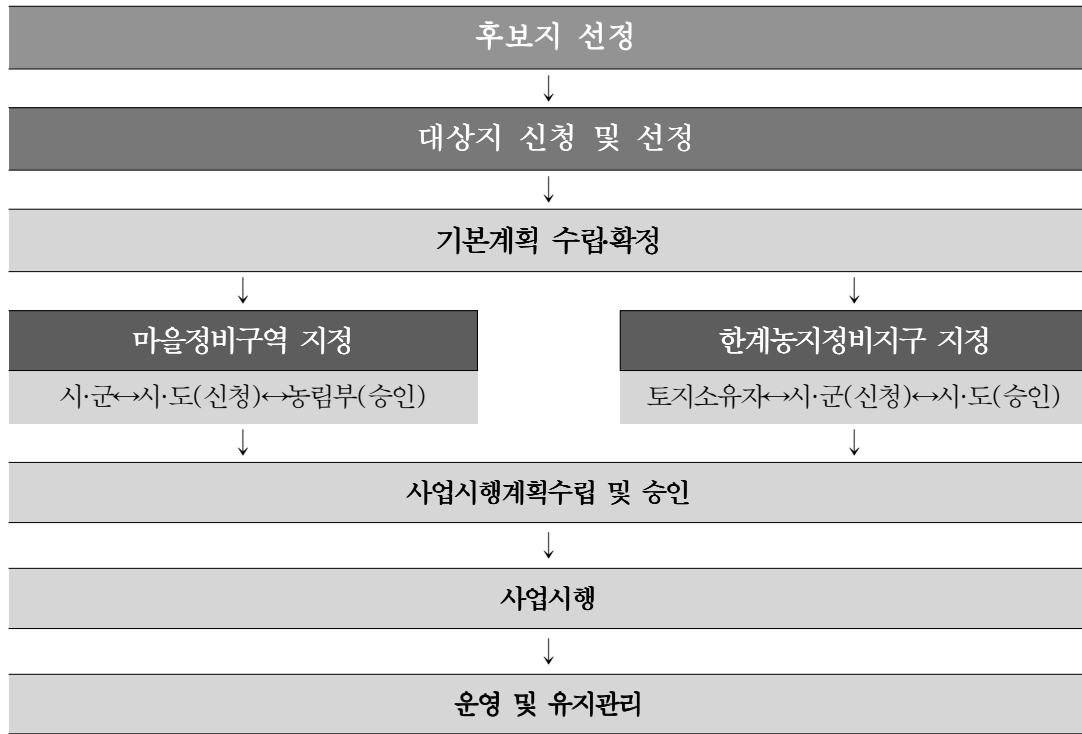 후보지 선정
↓
대상지 신청 및 선정
↓
기본계획 수립·확정
↓ ↓
마을정비구역 지정 한계농지정비지구 지정
시·군↔시·도(신청)↔농림부(승인) 토지소유자↔시·군(신청)↔시·도(승인)
↓ ↓
사업시행계획수립 및 승인
↓
사업시행
↓
운영 및 유지관리